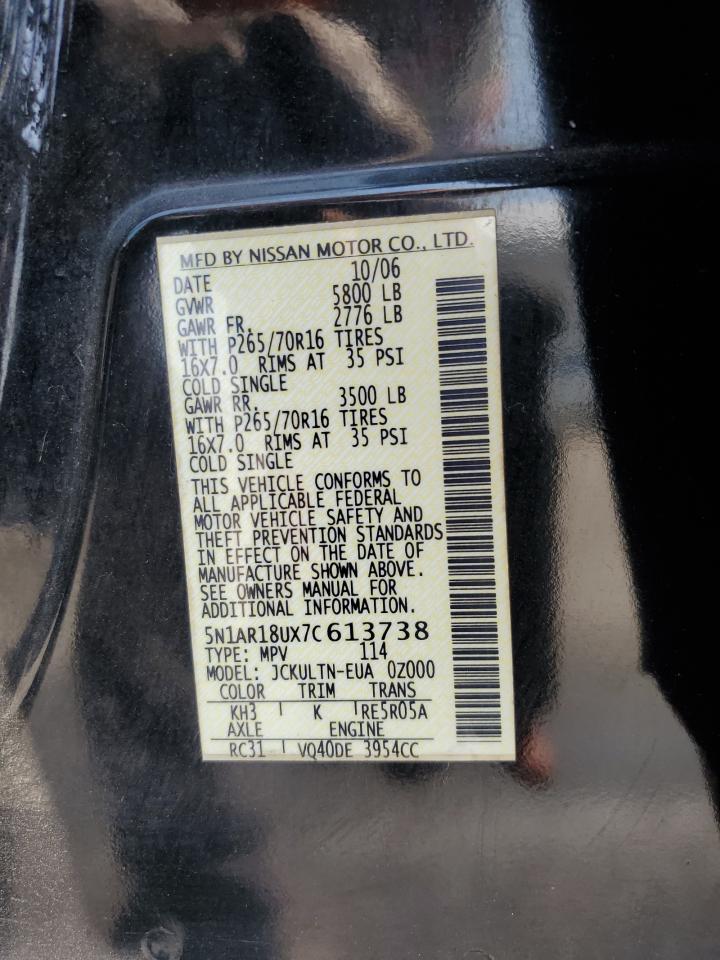 MFD BY NISSAN MOTOR CO., LTD.
DATE 10/06
GVWR 5800 LB
GAWR FR. 2776 LB
WITH P265/70R16 TIRES
16X7.0 RIMS AT 35 PSI
COLD SINGLE
GAWR RR. 3500 LB
WITH P265/70R16 TIRES
16X7.0 RIMS AT 35 PSI
COLD SINGLE
THIS VEHICLE CONFORMS TO
ALL APPLICABLE FEDERAL
MOTOR VEHICLE SAFETY AND
THEFT PREVENTION STANDARDS
IN EFFECT ON THE DATE OF
MANUFACTURE SHOWN ABOVE.
SEE OWNERS MANUAL FOR
ADDITIONAL INFORMATION.
5N1AR18UX7C613738
TYPE: MPV 114
MODEL: JCKULTN-EUA 0Z000
COLOR TRIM TRANS
KH3 K RE5R05A
AXLE ENGINE
RC31 VQ40DE 3954CC